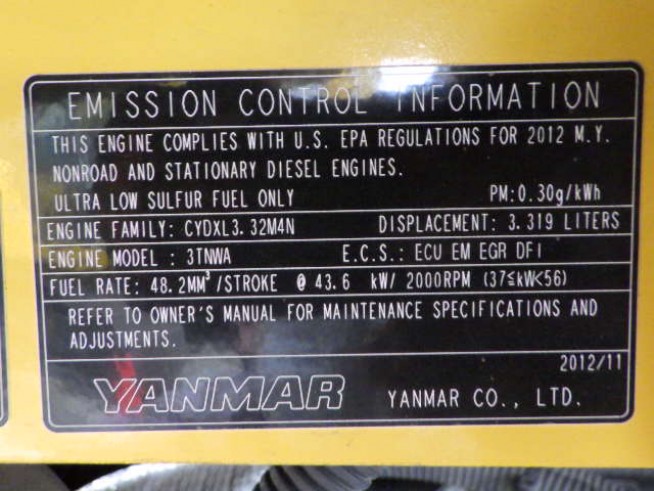 EMISSION CONTROL INFORMATION
THIS ENGINE COMPLIES WITH U.S. EPA REGULATIONS FOR 2012 M.Y.
NONROAD AND STATIONARY DIESEL ENGINES.
ULTRA LOW SULFUR FUEL ONLY PM:0.30g/kWh
ENGINE FAMILY: CYDXL3.32M4N DISPLACEMENT: 3.319 LITERS
ENGINE MODEL : 3TNWA E.C.S.: ECU EM EGR DFI
FUEL RATE: 48.2MM³/STROKE @ 43.6 kW/ 2000RPM (37≦kW<56)
REFER TO OWNER'S MANUAL FOR MAINTENANCE SPECIFICATIONS AND
ADJUSTMENTS.
2012/11
YANMAR YANMAR CO., LTD.